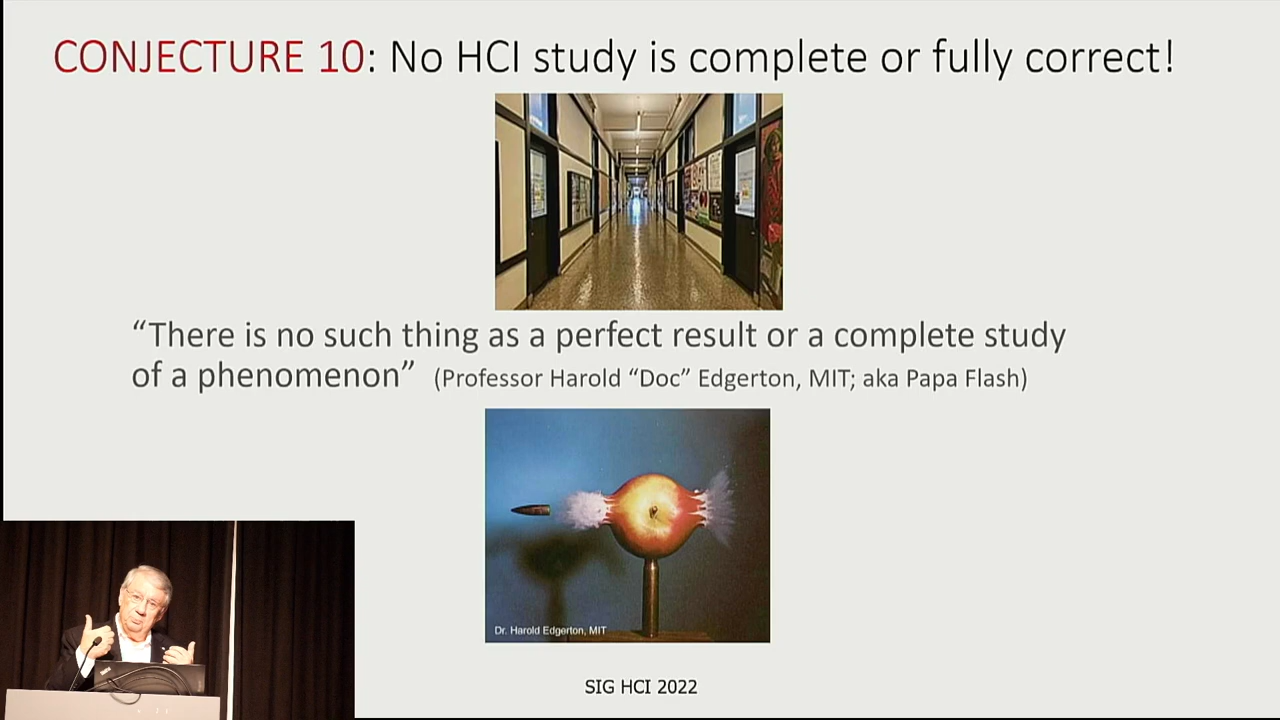 CONJECTURE 10: No HCI study is complete or fully correct!
“There is no such thing as a perfect result or a complete study
of a phenomenon” (Professor Harold “Doc” Edgerton, MIT; aka Papa Flash)
Dr. Harold Edgerton, MIT
SIG HCI 2022